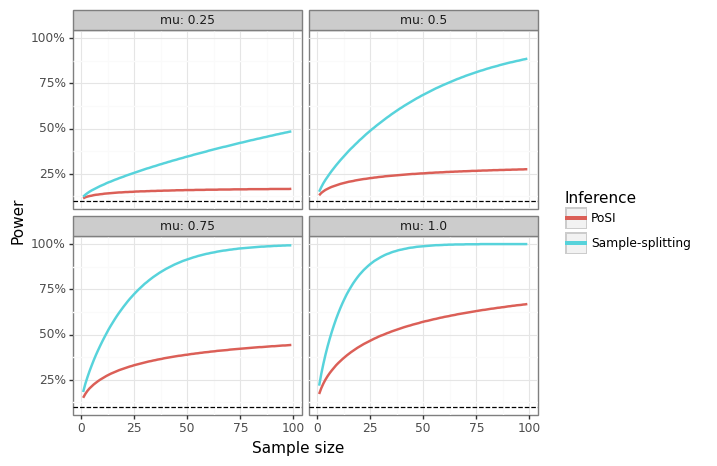 mu: 0.25
mu: 0.5
100%
75%
50%
25%
mu: 0.75
mu: 1.0
100%
75%
50%
25%
0 25 50 75 100
0 25 50 75 100
Sample size
Power
Inference
PoSI
Sample-splitting